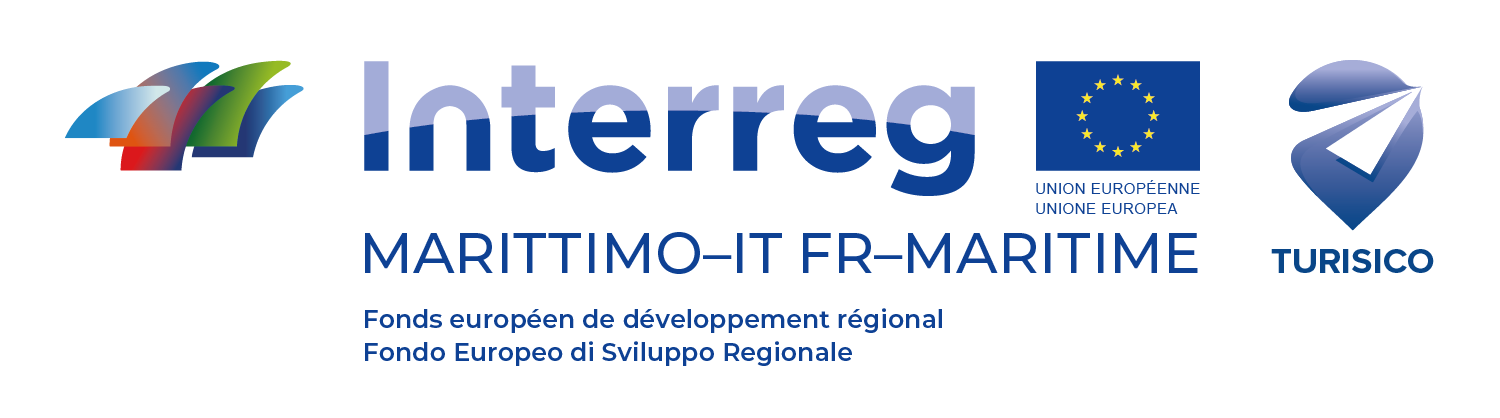 Interreg
UNION EUROPÉENNE
UNIONE EUROPEA
MARITTIMO–IT FR–MARITIME
TURISICO
Fonds européen de développement régional
Fondo Europeo di Sviluppo Regionale